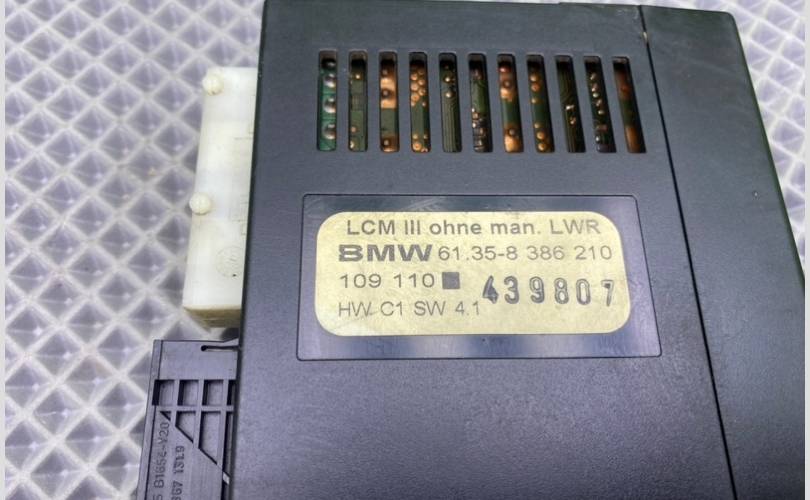 LCM III ohne man. LWR
BMW 61.35-8 386 210
109 110 439807
HW C1 SW 4.1